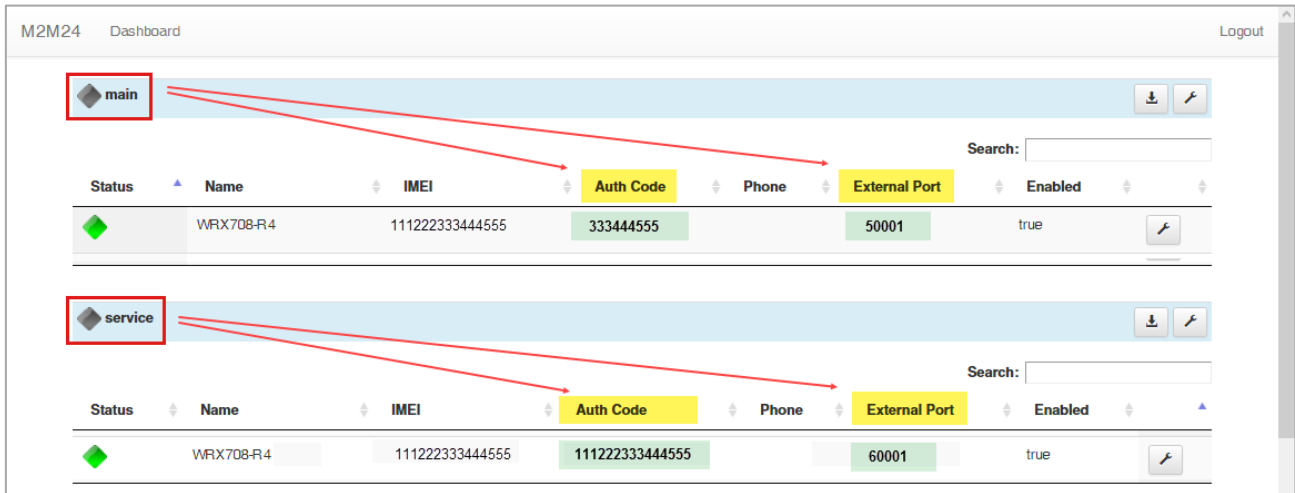 M2M24 Dashboard Logout
main
Search:
Status Name IMEI Auth Code Phone External Port Enabled
WRX708-R4 111222333444555 333444555 50001 true
service
Search:
Status Name IMEI Auth Code Phone External Port Enabled
WRX708-R4 111222333444555 111222333444555 60001 true